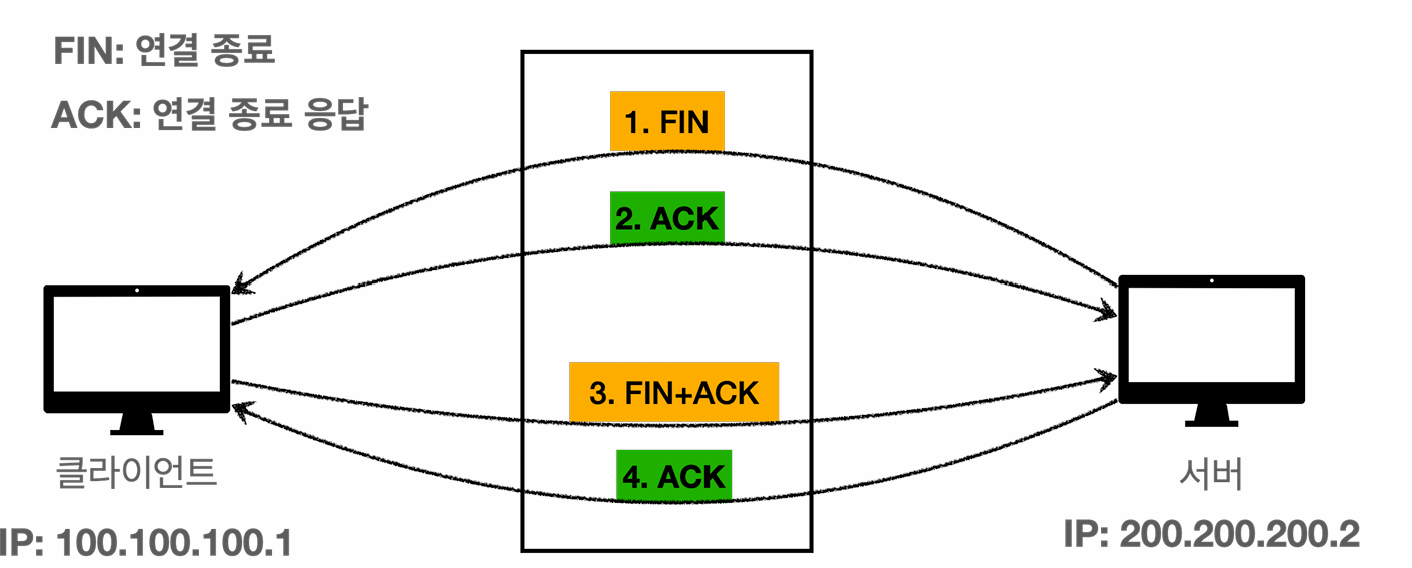 FIN: 연결 종료
ACK: 연결 종료 응답
1. FIN
2. ACK
3. FIN+ACK
4. ACK
클라이언트
IP: 100.100.100.1
서버
IP: 200.200.200.2